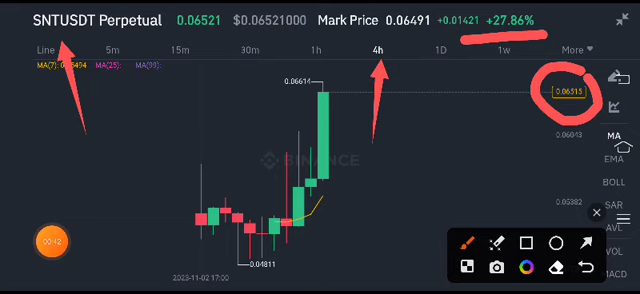 SNTUSDT Perpetual 0.06521 $0.06521000 Mark Price 0.06491 +0.01421 +27.86%
Line 5m 15m 30m 1h 4h 1D 1w More
MA(7): 0.05494 MA(25): MA(99):
0.06614
0.06515
0.06043
MA
EMA
BINANCE
BOLL
0.05382
SAR
AVL
00:42
VOL
0.04811
MACD
2023-11-02 17:00